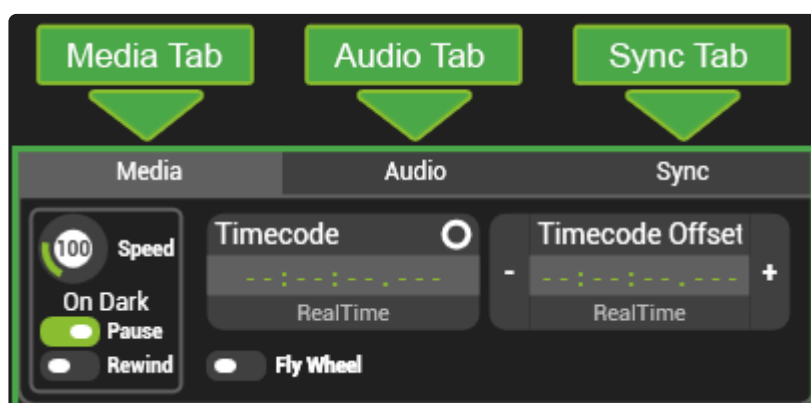 Media Tab
Audio Tab
Sync Tab
Media
Audio
Sync
100
Speed
On Dark
Pause
Rewind
Timecode
--:--:--.---
RealTime
Fly Wheel
-
Timecode Offset
--:--:--.---
RealTime
+